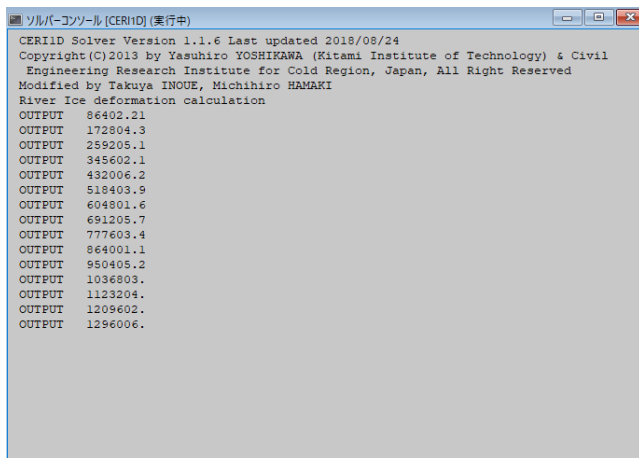 ソルバーコンソール [CERI1D] (実行中)
CERI1D Solver Version 1.1.6 Last updated 2018/08/24
Copyright(C)2013 by Yasuhiro YOSHIKAWA (Kitami Institute of Technology) & Civil
Engineering Research Institute for Cold Region, Japan, All Right Reserved
Modified by Takuya INOUE, Michihiro HAMAKI
River Ice deformation calculation
OUTPUT 86402.21
OUTPUT 172804.3
OUTPUT 259205.1
OUTPUT 345602.1
OUTPUT 432006.2
OUTPUT 518403.9
OUTPUT 604801.6
OUTPUT 691205.7
OUTPUT 777603.4
OUTPUT 864001.1
OUTPUT 950405.2
OUTPUT 1036803.
OUTPUT 1123204.
OUTPUT 1209602.
OUTPUT 1296006.